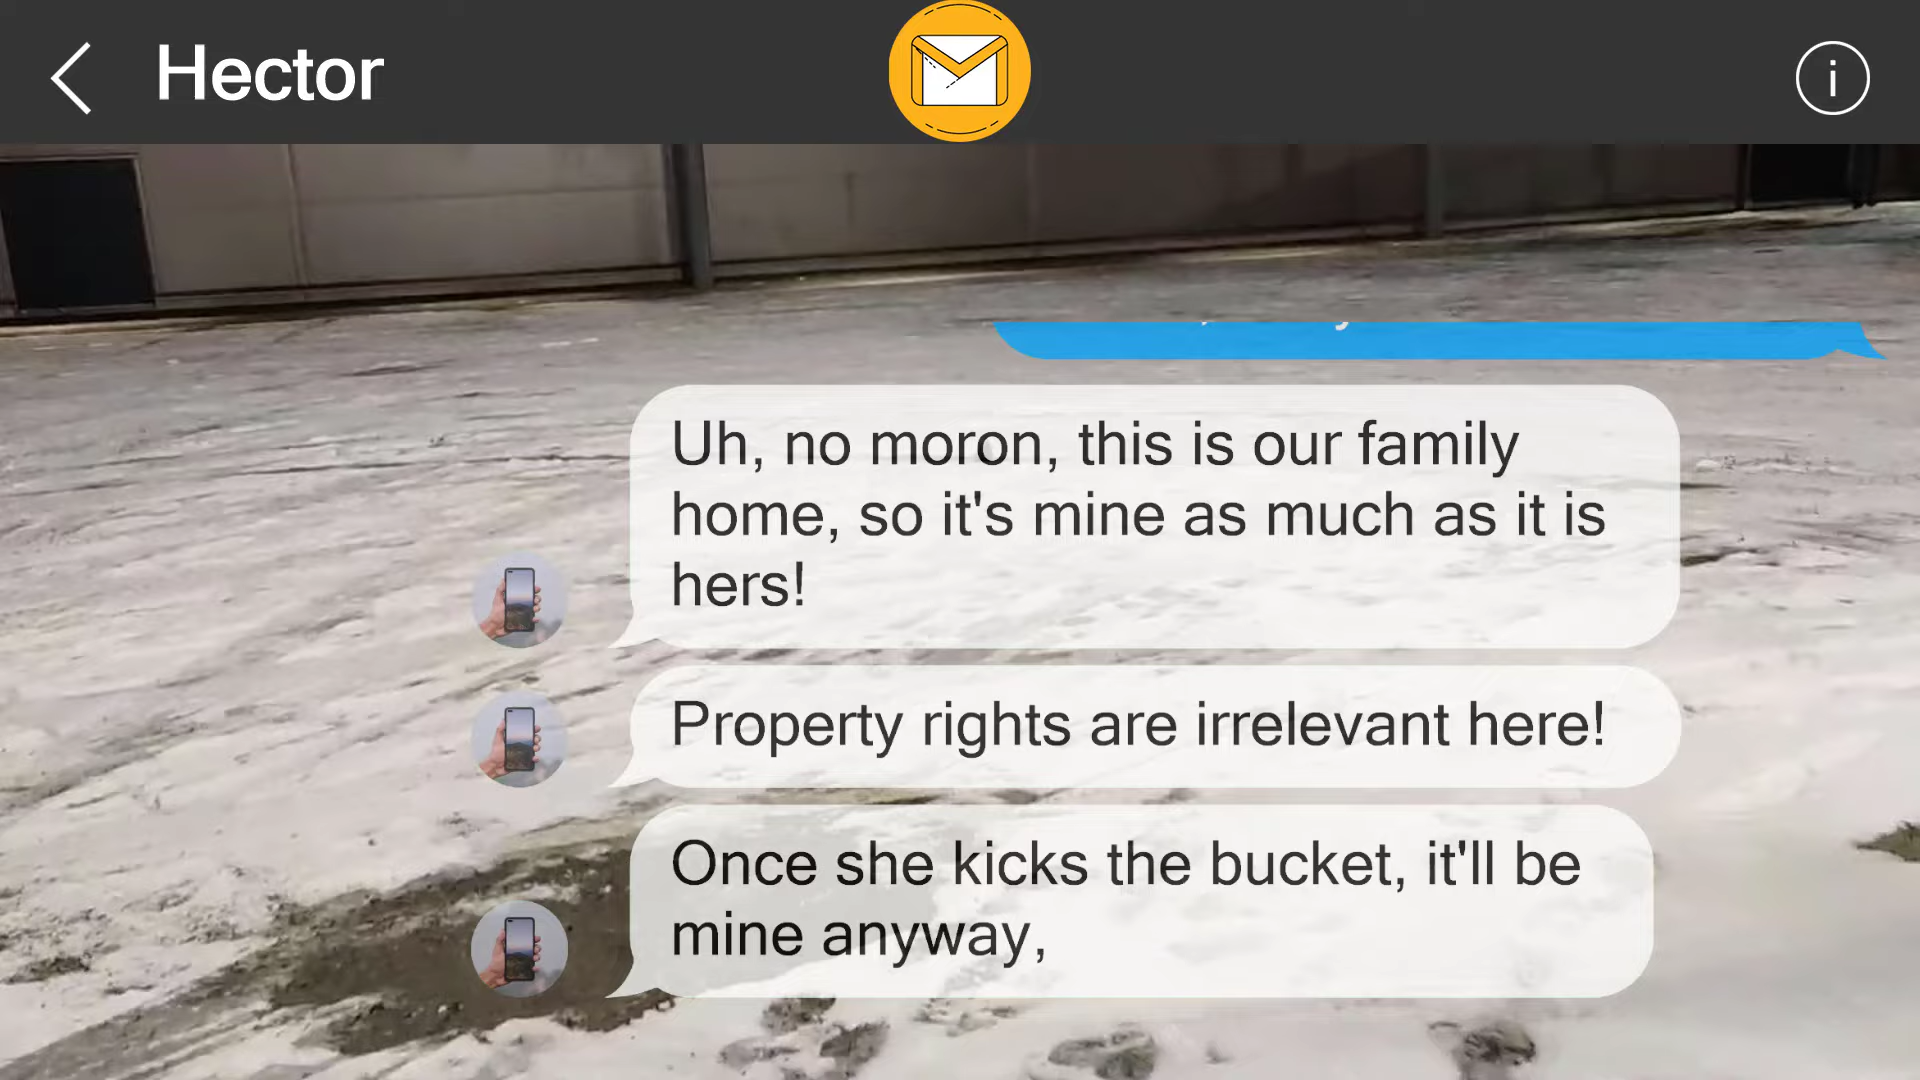 Hector
Uh, no moron, this is our family
home, so it's mine as much as it is
hers!
Property rights are irrelevant here!
Once she kicks the bucket, it'll be
mine anyway,